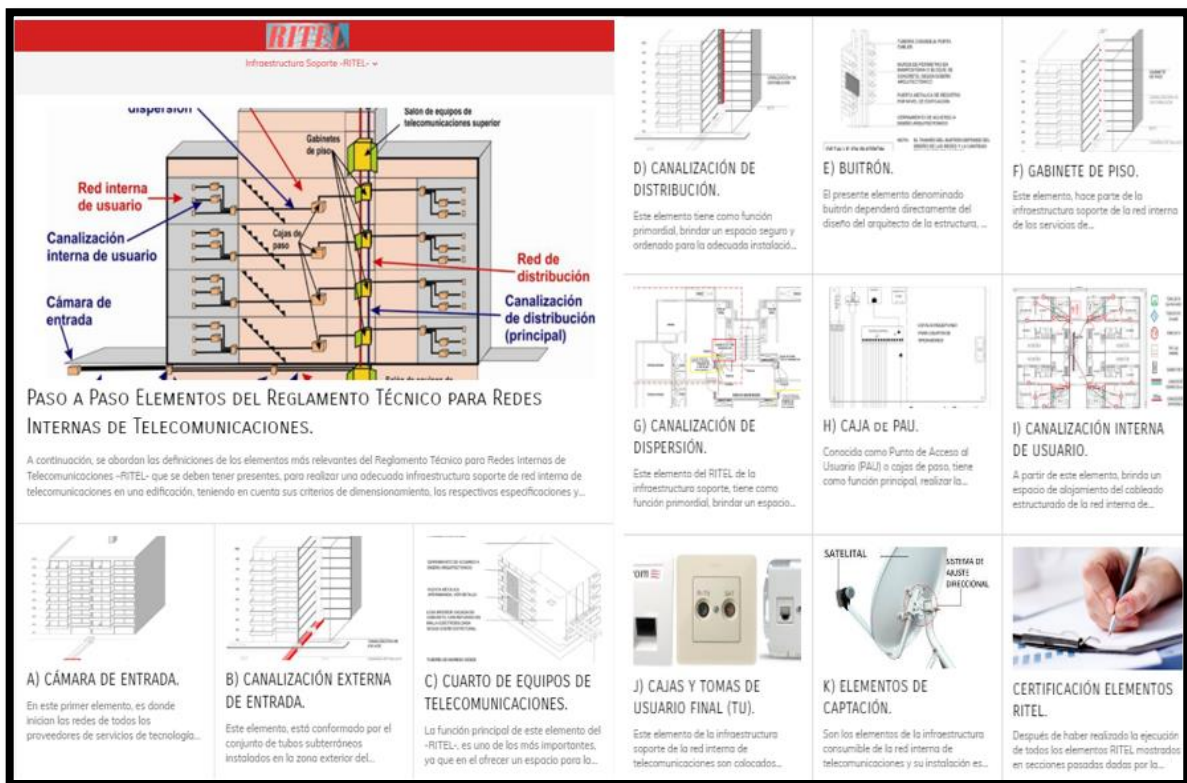 RITEL
Infraestructura Soporte -RITEL-
dispersión
Salón de equipos de
telecomunicaciones superior
Gabinetes
de piso
Red interna
de usuario
Canalización
interna de usuario
Cajas de
paso
Red de
distribución
Cámara de
entrada
Canalización
de distribución
(principal)
Salón de equipos de
PASO A PASO ELEMENTOS DEL REGLAMENTO TÉCNICO PARA REDES
INTERNAS DE TELECOMUNICACIONES.
A continuación, se abordan las definiciones de los elementos más relevantes del Reglamento Técnico para Redes Internas de
Telecomunicaciones -RITEL- que se deben tener presentes, para realizar una adecuada infraestructura soporte de red interna de
telecomunicaciones en una edificación, teniendo en cuenta sus criterios de dimensionamiento, las respectivas especificaciones y...
A) CÁMARA DE ENTRADA.
En este primer elemento, es donde
inician las redes de todos los
proveedores de servicios de tecnología...
B) CANALIZACIÓN EXTERNA
DE ENTRADA.
Este elemento, está conformado por el
conjunto de tubos subterráneos
instalados en la zona exterior del...
C) CUARTO DE EQUIPOS DE
TELECOMUNICACIONES.
La función principal de este elemento del
-RITEL-, es uno de los más importantes,
ya que en el ofrecer un espacio para la...
D) CANALIZACIÓN DE
DISTRIBUCIÓN.
Este elemento tiene como función
primordial, brindar un espacio seguro y
ordenado para la adecuada instalació...
E) BUITRÓN.
El presente elemento denominado
buitrón dependerá directamente del
diseño del arquitecto de la estructura, ...
F) GABINETE DE PISO.
Este elemento, hace parte de la
infraestructura soporte de la red interna
de los servicios de...
G) CANALIZACIÓN DE
DISPERSIÓN.
Este elemento del RITEL de la
infraestructura soporte, tiene como
función primordial, brindar un espacio...
H) CAJA DE PAU.
Conocida como Punto de Acceso al
Usuario (PAU) o cajas de paso, tiene
como función principal, realizar la...
I) CANALIZACIÓN INTERNA
DE USUARIO.
A partir de este elemento, brinda un
espacio de alojamiento del cableado
estructurado de la red interna de...
J) CAJAS Y TOMAS DE
USUARIO FINAL (TU).
Este elemento de la infraestructura
soporte de la red interna de
telecomunicaciones son colocados...
SATELITAL
SISTEMA DE
AJUSTE
DIRECCIONAL
K) ELEMENTOS DE
CAPTACIÓN.
Son los elementos de la infraestructura
consumible de la red interna de
telecomunicaciones y su instalación es...
CERTIFICACIÓN ELEMENTOS
RITEL.
Después de haber realizado la ejecución
de todos los elementos RITEL mostrados
en secciones pasadas dadas por la...